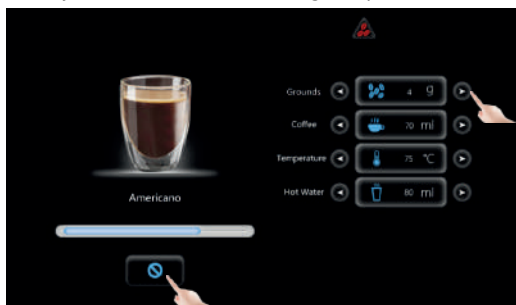 Grounds 4 g
Coffee 70 ml
Temperature 75 °C
Hot Water 80 ml
Americano